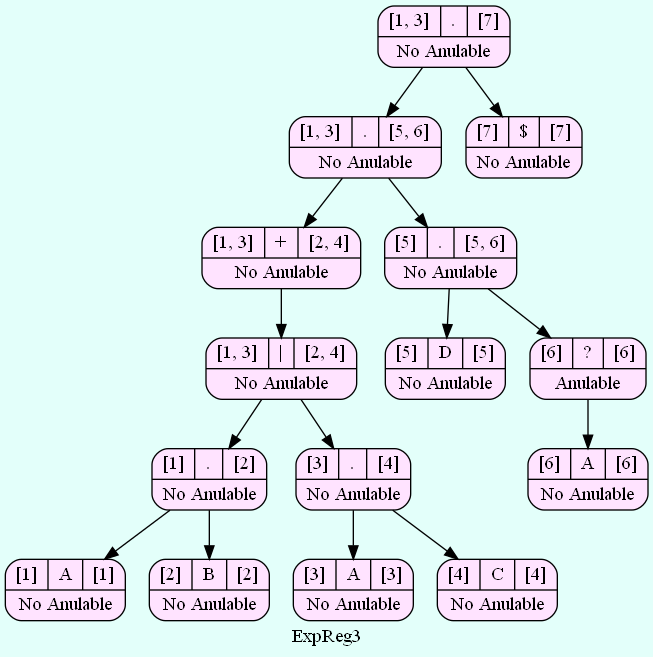 [1, 3] . [7]
No Anulable
[1, 3] . [5, 6]
No Anulable
[7] $ [7]
No Anulable
[1, 3] + [2, 4]
No Anulable
[5] . [5, 6]
No Anulable
[1, 3] | [2, 4]
No Anulable
[5] D [5]
No Anulable
[6] ? [6]
Anulable
[1] . [2]
No Anulable
[3] . [4]
No Anulable
[6] A [6]
No Anulable
[1] A [1]
No Anulable
[2] B [2]
No Anulable
[3] A [3]
No Anulable
[4] C [4]
No Anulable
ExpReg3